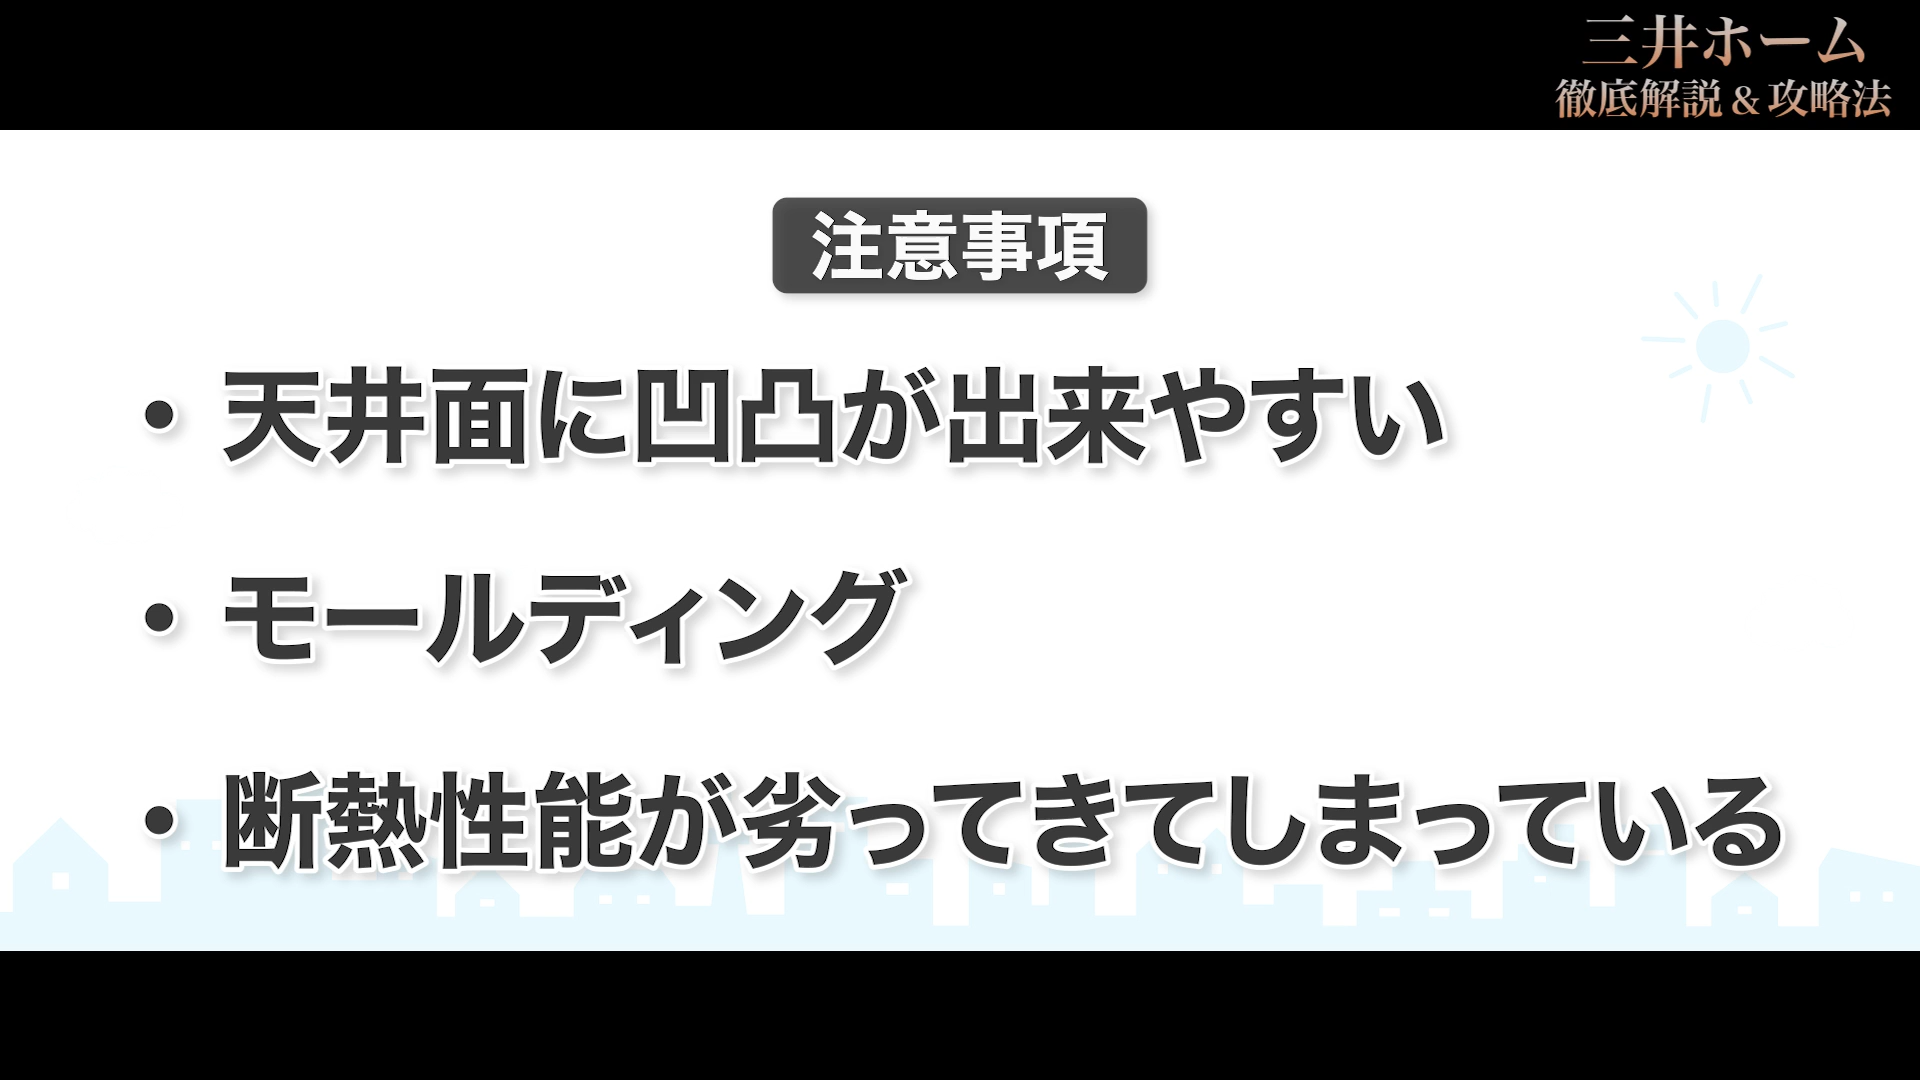 三井ホーム
徹底解説&攻略法
注意事項
・天井面に凹凸が出来やすい
・モールディング
・断熱性能が劣ってきてしまっている